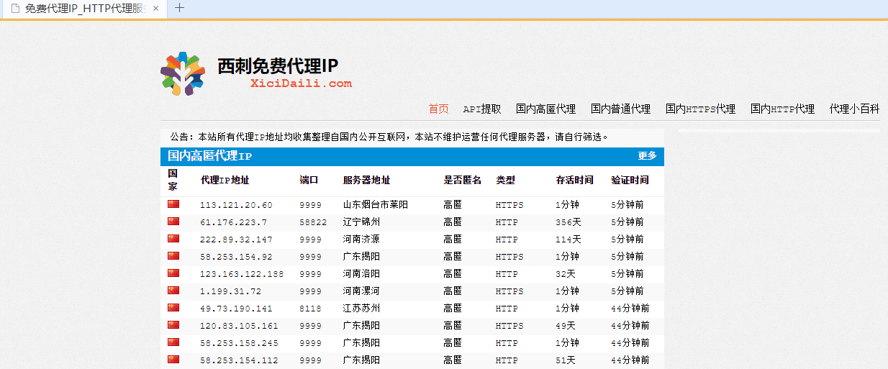 免费代理IP_HTTP代理服
西刺免费代理IP
XiciDaili.com
首页 API提取 国内高匿代理 国内普通代理 国内HTTPS代理 国内HTTP代理 代理小百科
公告：本站所有代理IP地址均收集整理自国内公开互联网，本站不维护运营任何代理服务器，请自行筛选。
国内高匿代理IP 更多
国家 代理IP地址 端口 服务器地址 是否匿名 类型 存活时间 验证时间
113.121.20.60 9999 山东烟台市莱阳 高匿 HTTPS 1分钟 5分钟前
61.176.223.7 58822 辽宁锦州 高匿 HTTP 356天 5分钟前
222.89.32.147 9999 河南济源 高匿 HTTP 114天 5分钟前
58.253.154.92 9999 广东揭阳 高匿 HTTPS 1分钟 5分钟前
123.163.122.188 9999 河南洛阳 高匿 HTTP 32天 5分钟前
1.199.31.72 9999 河南漯河 高匿 HTTPS 1分钟 5分钟前
49.73.190.141 8118 江苏苏州 高匿 HTTP 1分钟 44分钟前
120.83.105.161 9999 广东揭阳 高匿 HTTPS 49天 44分钟前
58.253.158.245 9999 广东揭阳 高匿 HTTP 1分钟 44分钟前
58.253.154.112 9999 广东揭阳 高匿 HTTP 51天 44分钟前